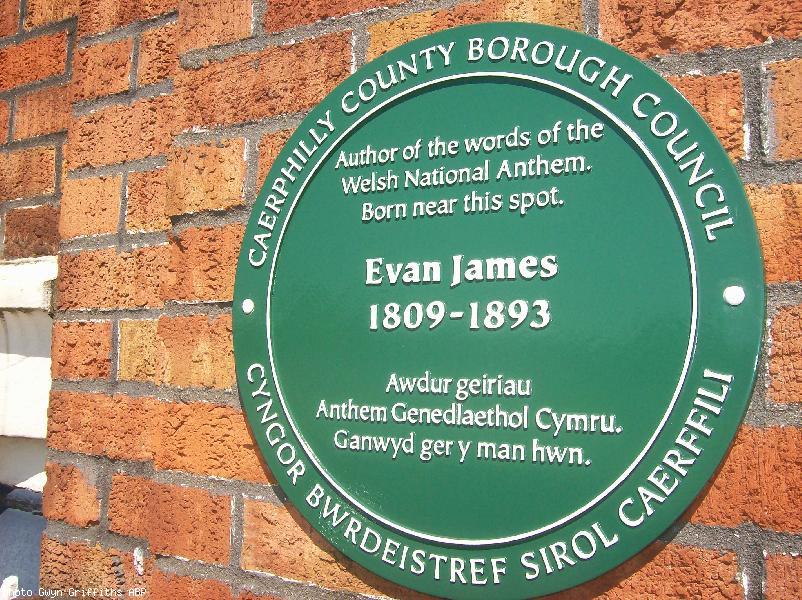 CAERPHILLY COUNTY BOROUGH COUNCIL
Author of the words of the
Welsh National Anthem.
Born near this spot.
Evan James
1809-1893
Awdur geiriau
Anthem Genedlaethol Cymru.
Ganwyd ger y man hwn.
CYNGOR BWRDEISTREF SIROL CAERFFILI
Photo Gwyn Griffiths ABP